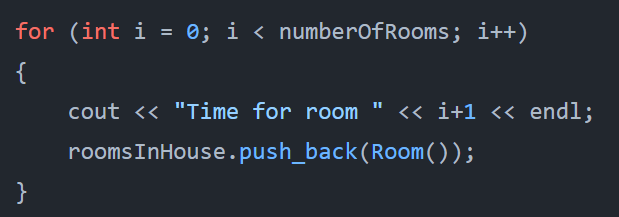 for (int i = 0; i < numberOfRooms; i++)
{
    cout << "Time for room " << i+1 << endl;
    roomsInHouse.push_back(Room());
}